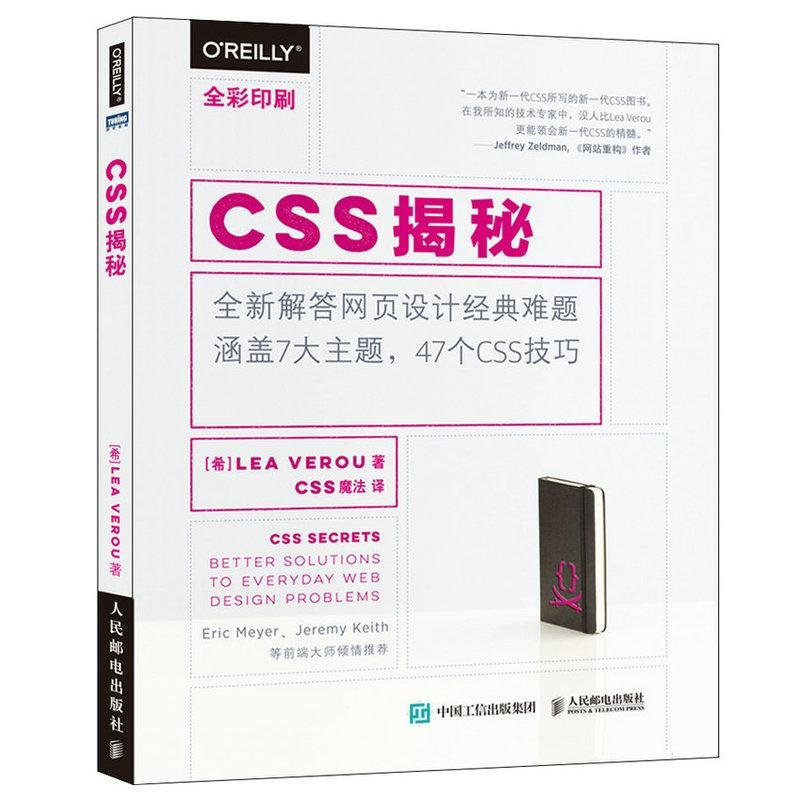 O'REILLY®
全彩印刷
“一本为新一代CSS所写的新一代CSS图书。
在我所知的技术专家中，没人比Lea Verou
更能领会新一代CSS的精髓。”
——Jeffrey Zeldman，《网站重构》作者
CSS揭秘
全新解答网页设计经典难题
涵盖7大主题，47个CSS技巧
[希]LEA VEROU 著
CSS魔法 译
CSS SECRETS
BETTER SOLUTIONS
TO EVERYDAY WEB
DESIGN PROBLEMS
Eric Meyer、Jeremy Keith
等前端大师倾情推荐
中国工信出版集团
人民邮电出版社
POSTS & TELECOM PRESS
O'REILLY®
TURING
CSS揭秘
[希]LEA VEROU 著
人民邮电出版社